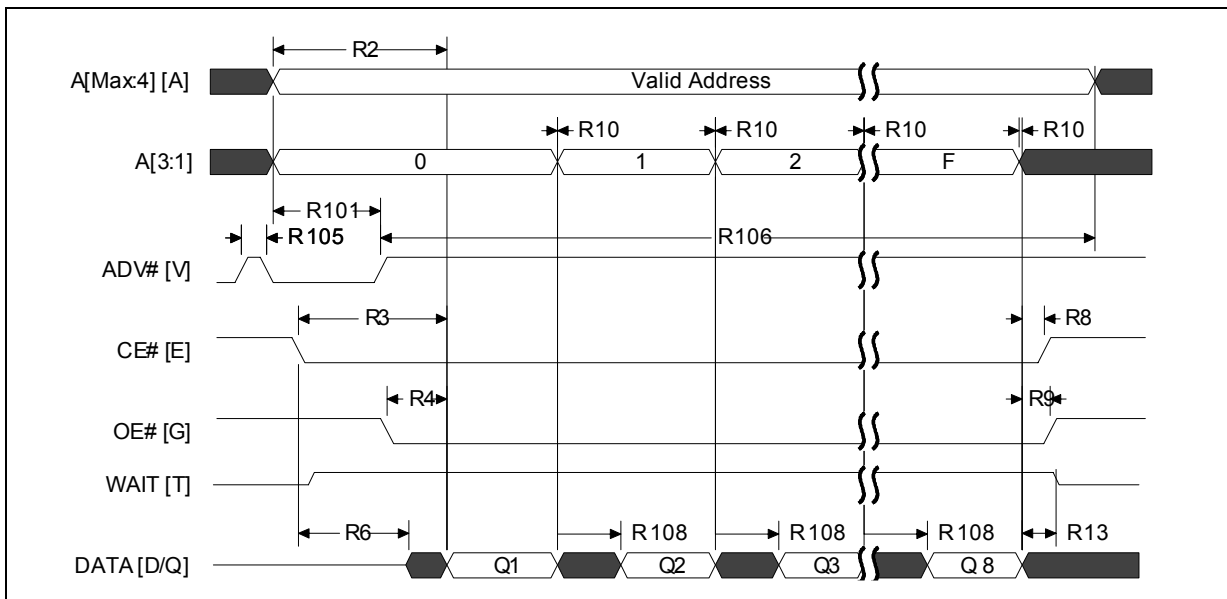 R2
A[Max:4] [A] Valid Address
R10 R10 R10 R10
A[3:1] 0 1 2 F
R101
R105 R106
ADV# [V]
R3 R8
CE# [E]
R4 R9
OE# [G]
WAIT [T]
R6 R108 R108 R108 R13
DATA [D/Q] Q1 Q2 Q3 Q 8